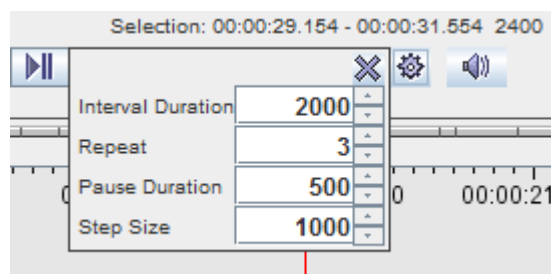 Selection: 00:00:29.154 - 00:00:31.554 2400
Interval Duration 2000
Repeat 3
Pause Duration 500
Step Size 1000
0 00:00:21